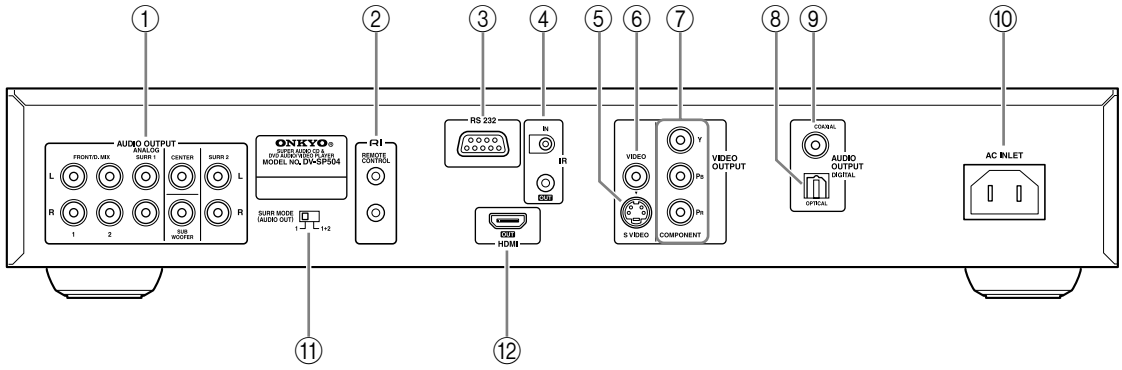 ① ② ③ ④ ⑤ ⑥ ⑦ ⑧ ⑨ ⑩
AUDIO OUTPUT
ANALOG
FRONT/D. MIX SURR 1 CENTER SURR 2
L L
R R
1 2 SUB
WOOFER
ONKYO®
SUPER AUDIO CD &
DVD AUDIO/VIDEO PLAYER
MODEL NO. DV-SP504
SURR MODE
(AUDIO OUT)
1 1+2
RI
REMOTE
CONTROL
RS 232
IN
IR
OUT
OUT
HDMI
VIDEO
S VIDEO
Y
PB
PR
COMPONENT
VIDEO
OUTPUT
COAXIAL
AUDIO
OUTPUT
DIGITAL
OPTICAL
AC INLET
⑪ ⑫